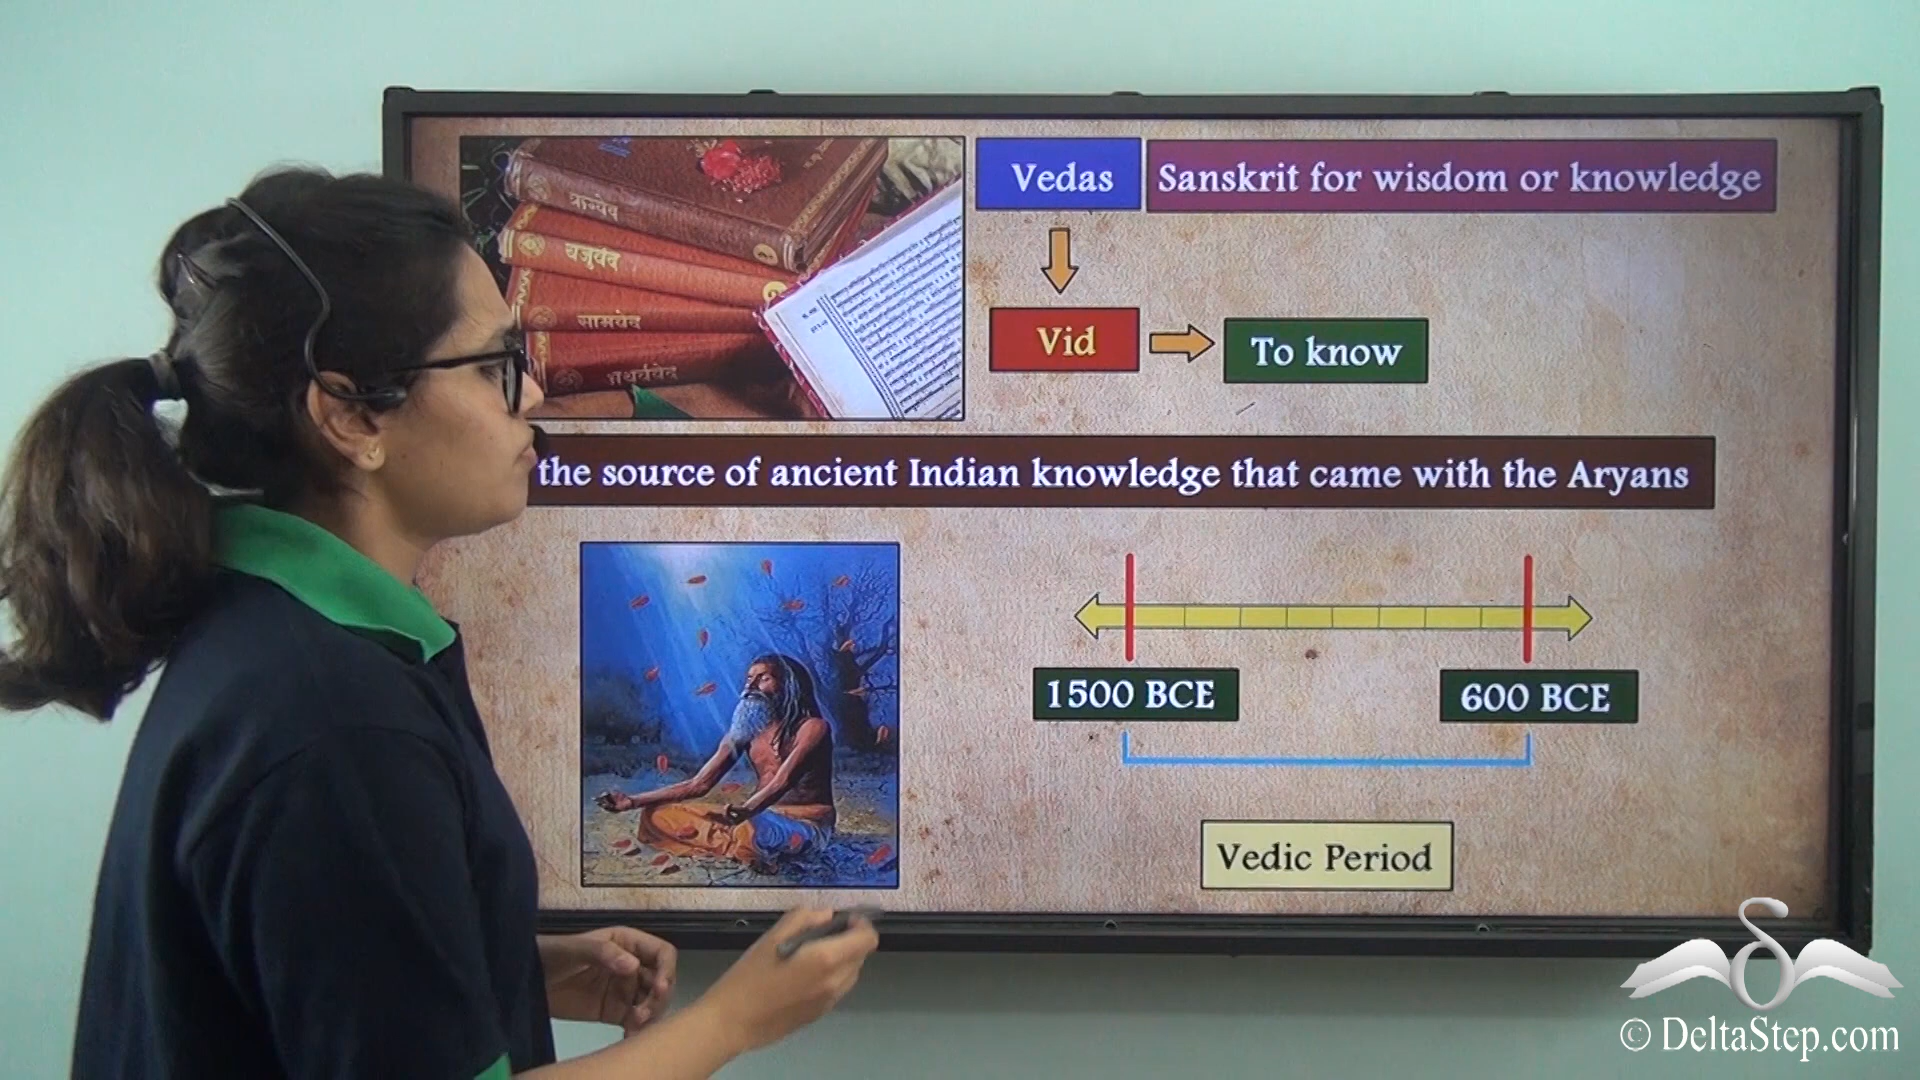 ऋग्वेद
यजुर्वेद
सामवेद
अथर्ववेद
Vedas
Sanskrit for wisdom or knowledge
Vid
To know
the source of ancient Indian knowledge that came with the Aryans
1500 BCE
600 BCE
Vedic Period
© DeltaStep.com